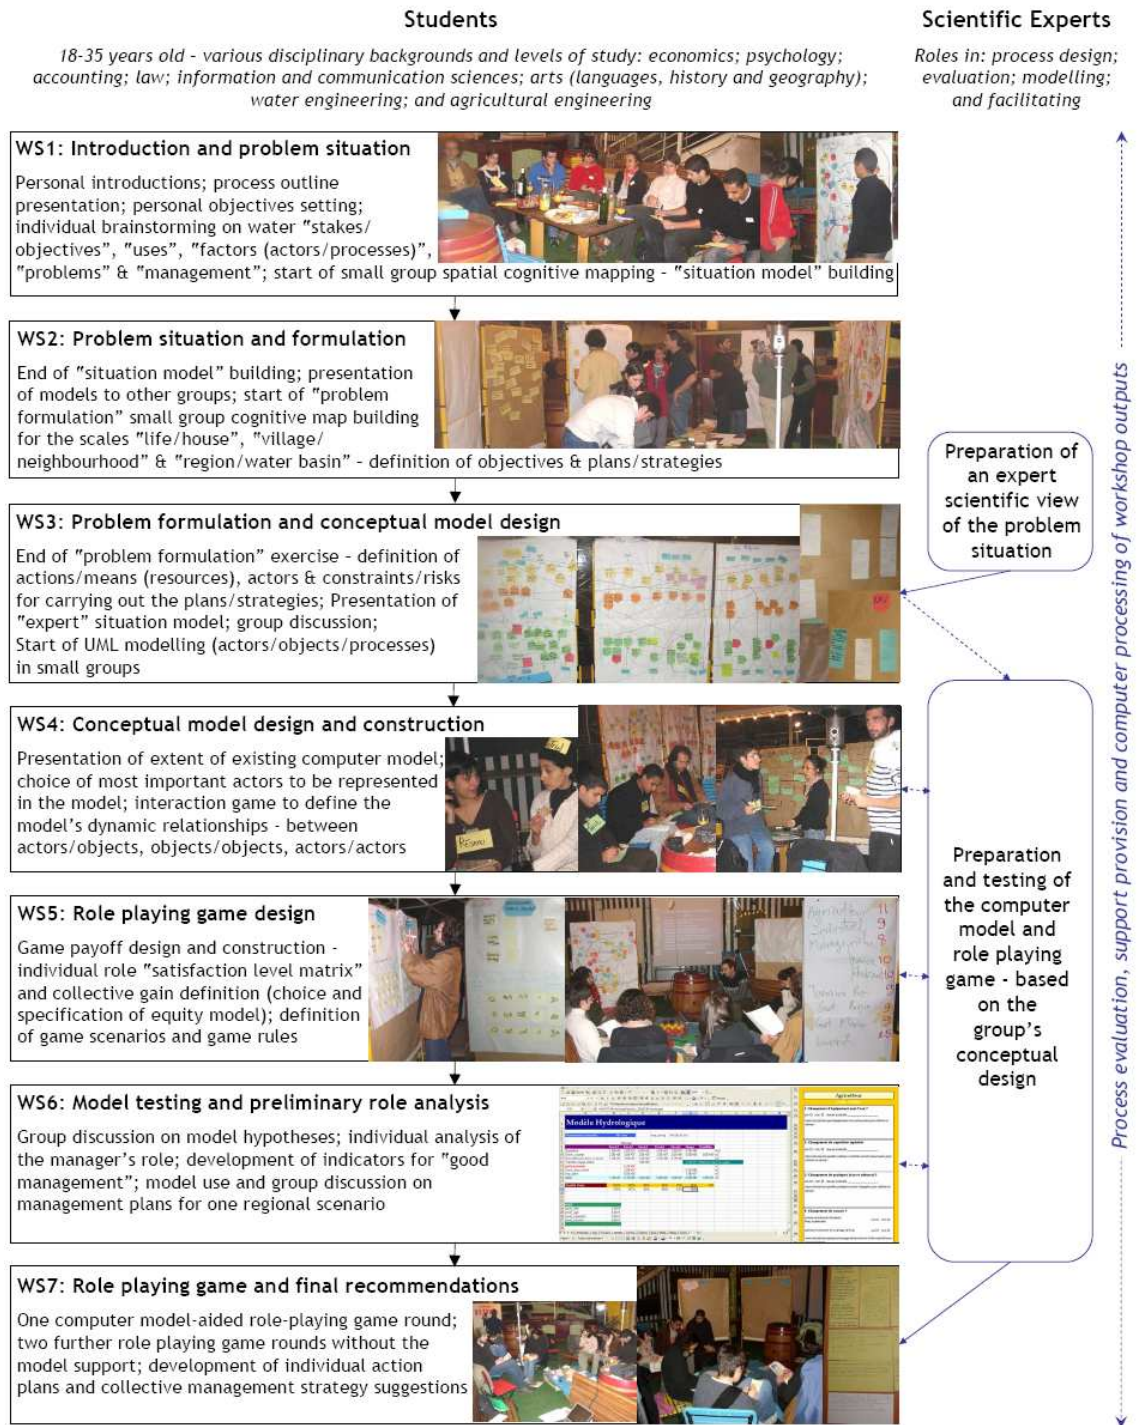 Students
18-35 years old – various disciplinary backgrounds and levels of study: economics; psychology;
accounting; law; information and communication sciences; arts (languages, history and geography);
water engineering; and agricultural engineering
Scientific Experts
Roles in: process design;
evaluation; modelling;
and facilitating
WS1: Introduction and problem situation
Personal introductions; process outline
presentation; personal objectives setting;
individual brainstorming on water “stakes/
objectives”, “uses”, “factors (actors/processes)”,
“problems” & “management”; start of small group spatial cognitive mapping – “situation model” building
WS2: Problem situation and formulation
End of “situation model” building; presentation
of models to other groups; start of “problem
formulation” small group cognitive map building
for the scales “life/house”, “village/
neighbourhood” & “region/water basin” – definition of objectives & plans/strategies
WS3: Problem formulation and conceptual model design
End of “problem formulation” exercise – definition of
actions/means (resources), actors & constraints/risks
for carrying out the plans/strategies; Presentation of
“expert” situation model; group discussion;
Start of UML modelling (actors/objects/processes)
in small groups
WS4: Conceptual model design and construction
Presentation of extent of existing computer model;
choice of most important actors to be represented
in the model; interaction game to define the
model’s dynamic relationships - between
actors/objects, objects/objects, actors/actors
WS5: Role playing game design
Game payoff design and construction -
individual role “satisfaction level matrix”
and collective gain definition (choice and
specification of equity model); definition
of game scenarios and game rules
WS6: Model testing and preliminary role analysis
Group discussion on model hypotheses; individual analysis of
the manager’s role; development of indicators for “good
management”; model use and group discussion on
management plans for one regional scenario
Modèle Hydrologique
Agriculteur
WS7: Role playing game and final recommendations
One computer model-aided role-playing game round;
two further role playing game rounds without the
model support; development of individual action
plans and collective management strategy suggestions
Preparation of
an expert
scientific view
of the problem
situation
Preparation
and testing of
the computer
model and
role playing
game - based
on the
group’s
conceptual
design
Process evaluation, support provision and computer processing of workshop outputs